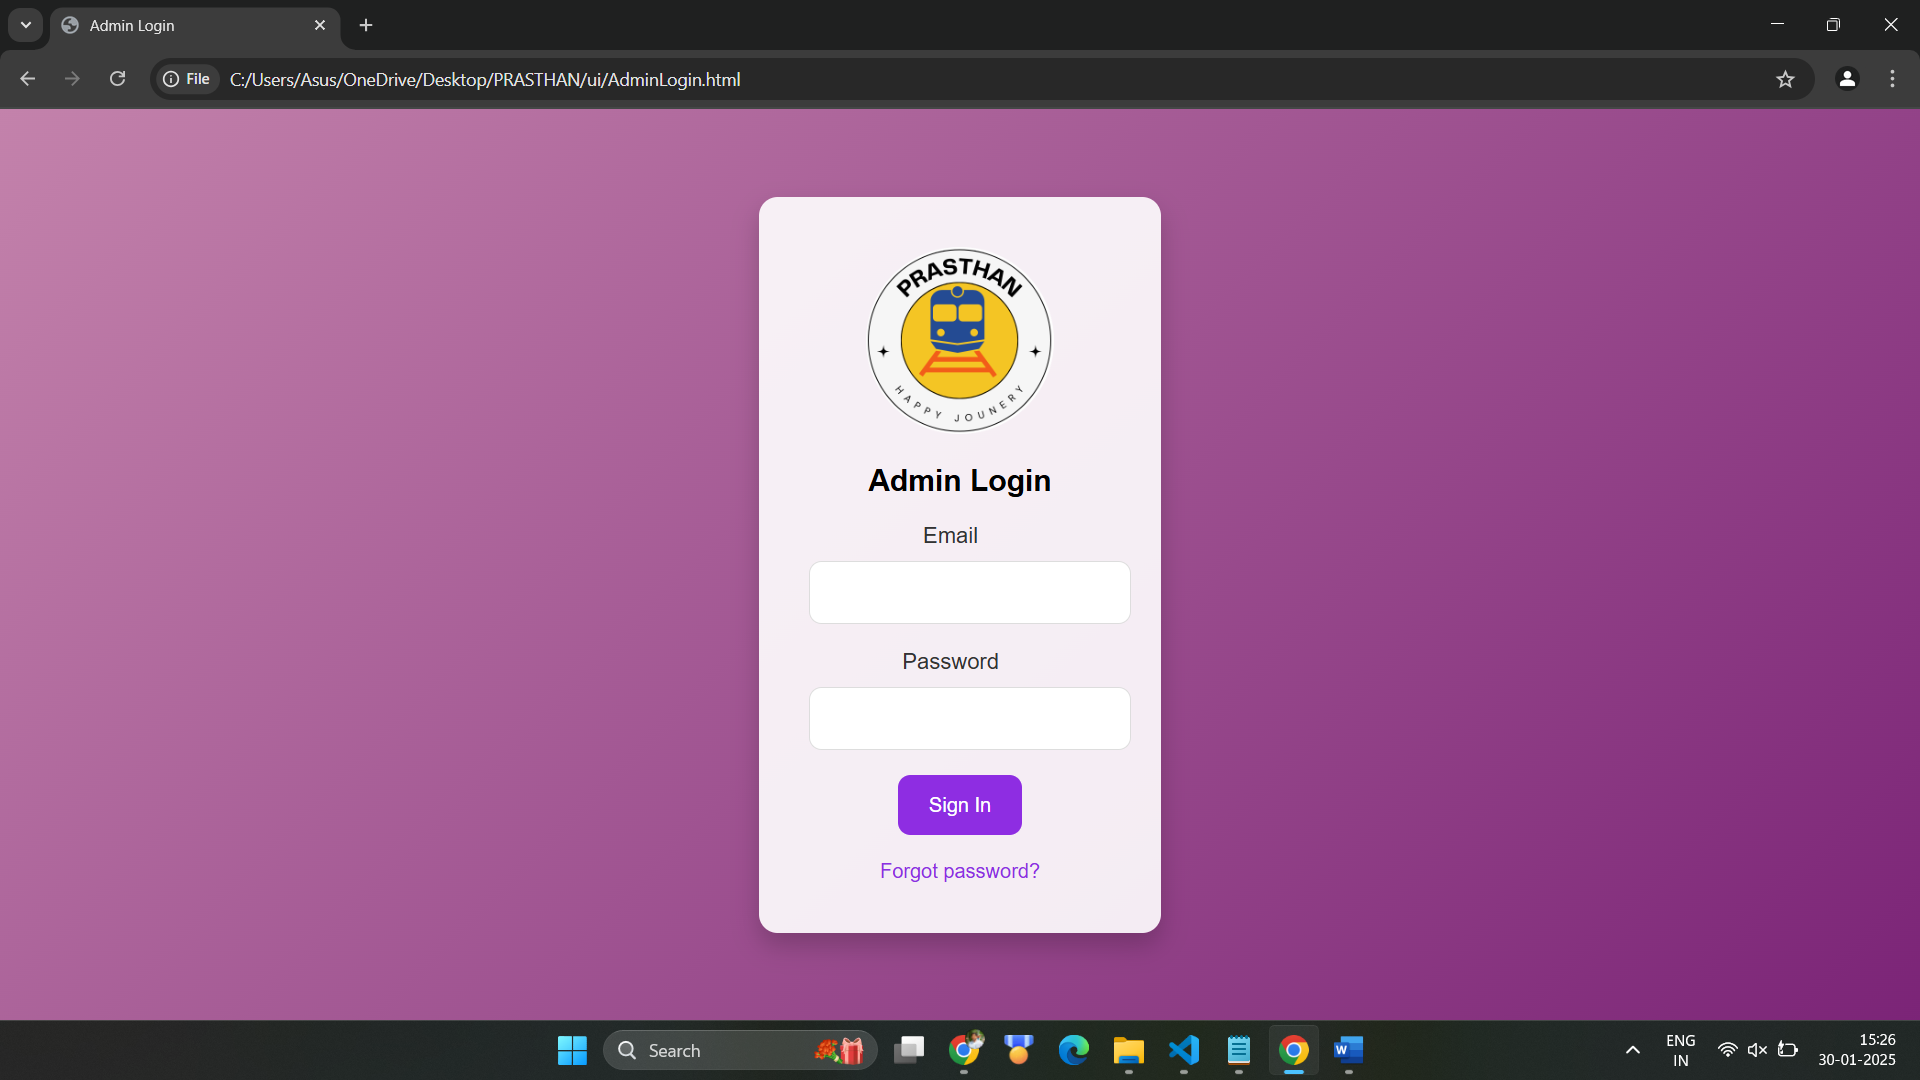 Admin Login
File C:/Users/Asus/OneDrive/Desktop/PRASTHAN/ui/AdminLogin.html
PRASTHAN
HAPPY JOUNERY
Admin Login
Email
Password
Sign In
Forgot password?
Search
W
ENG
IN
15:26
30-01-2025